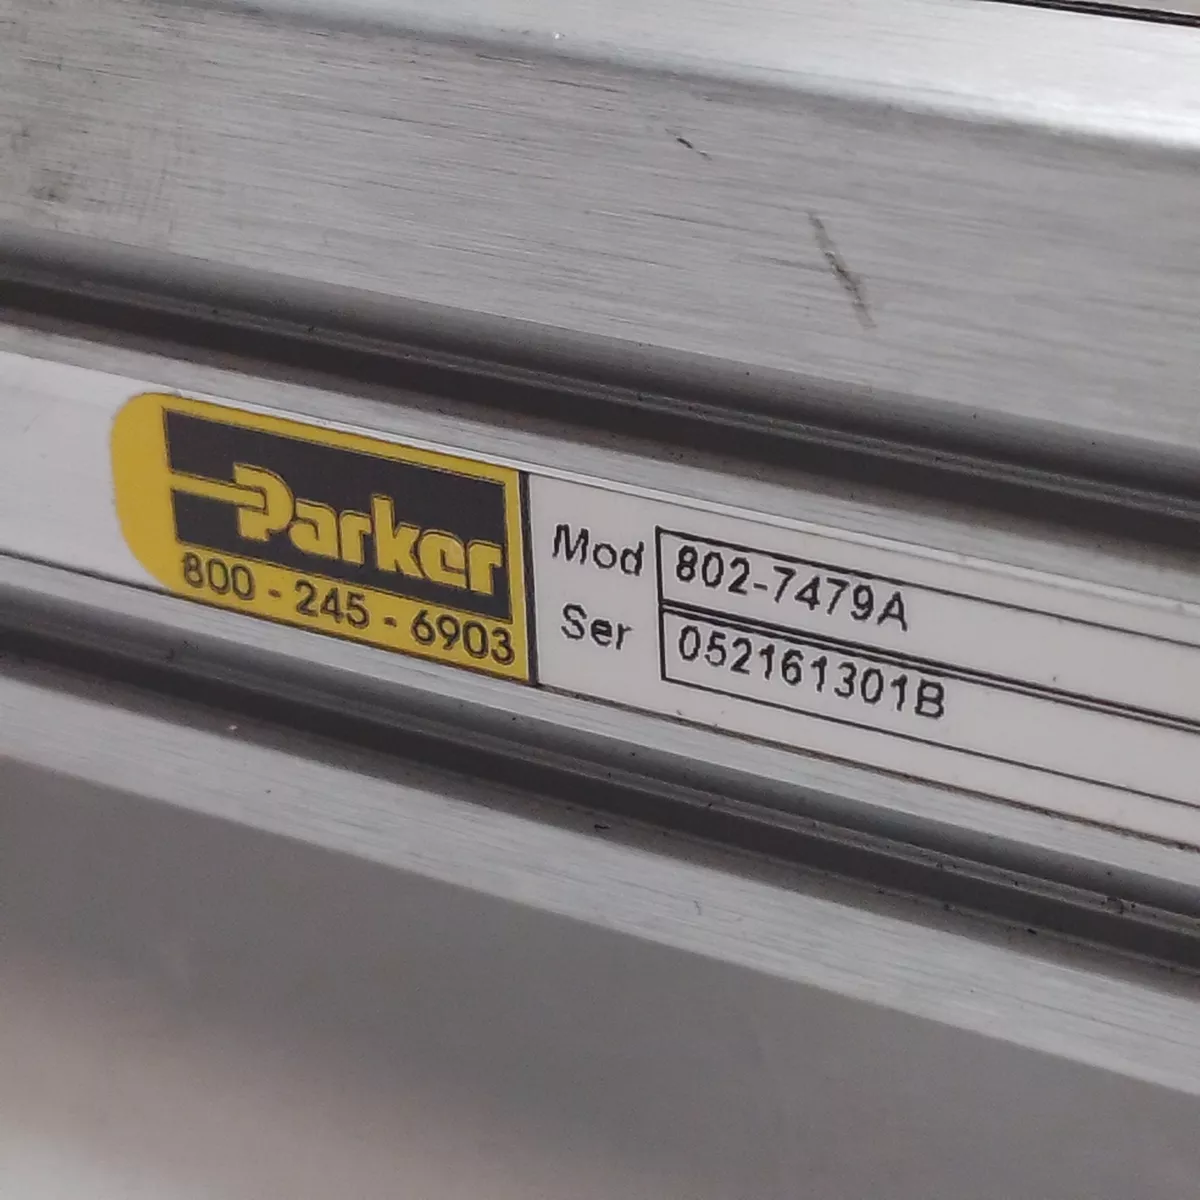 Parker
800 - 245 - 6903
Mod 802-7479A
Ser 052161301B